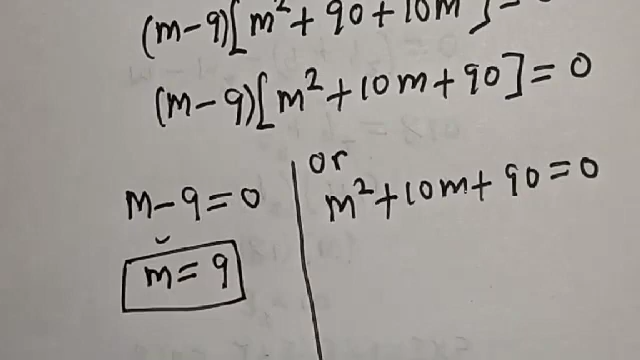 (m-9)[m²+90+10m]=
(m-9)[m²+10m+90]=0
or
m-9=0
m²+10m+90=0
m=9